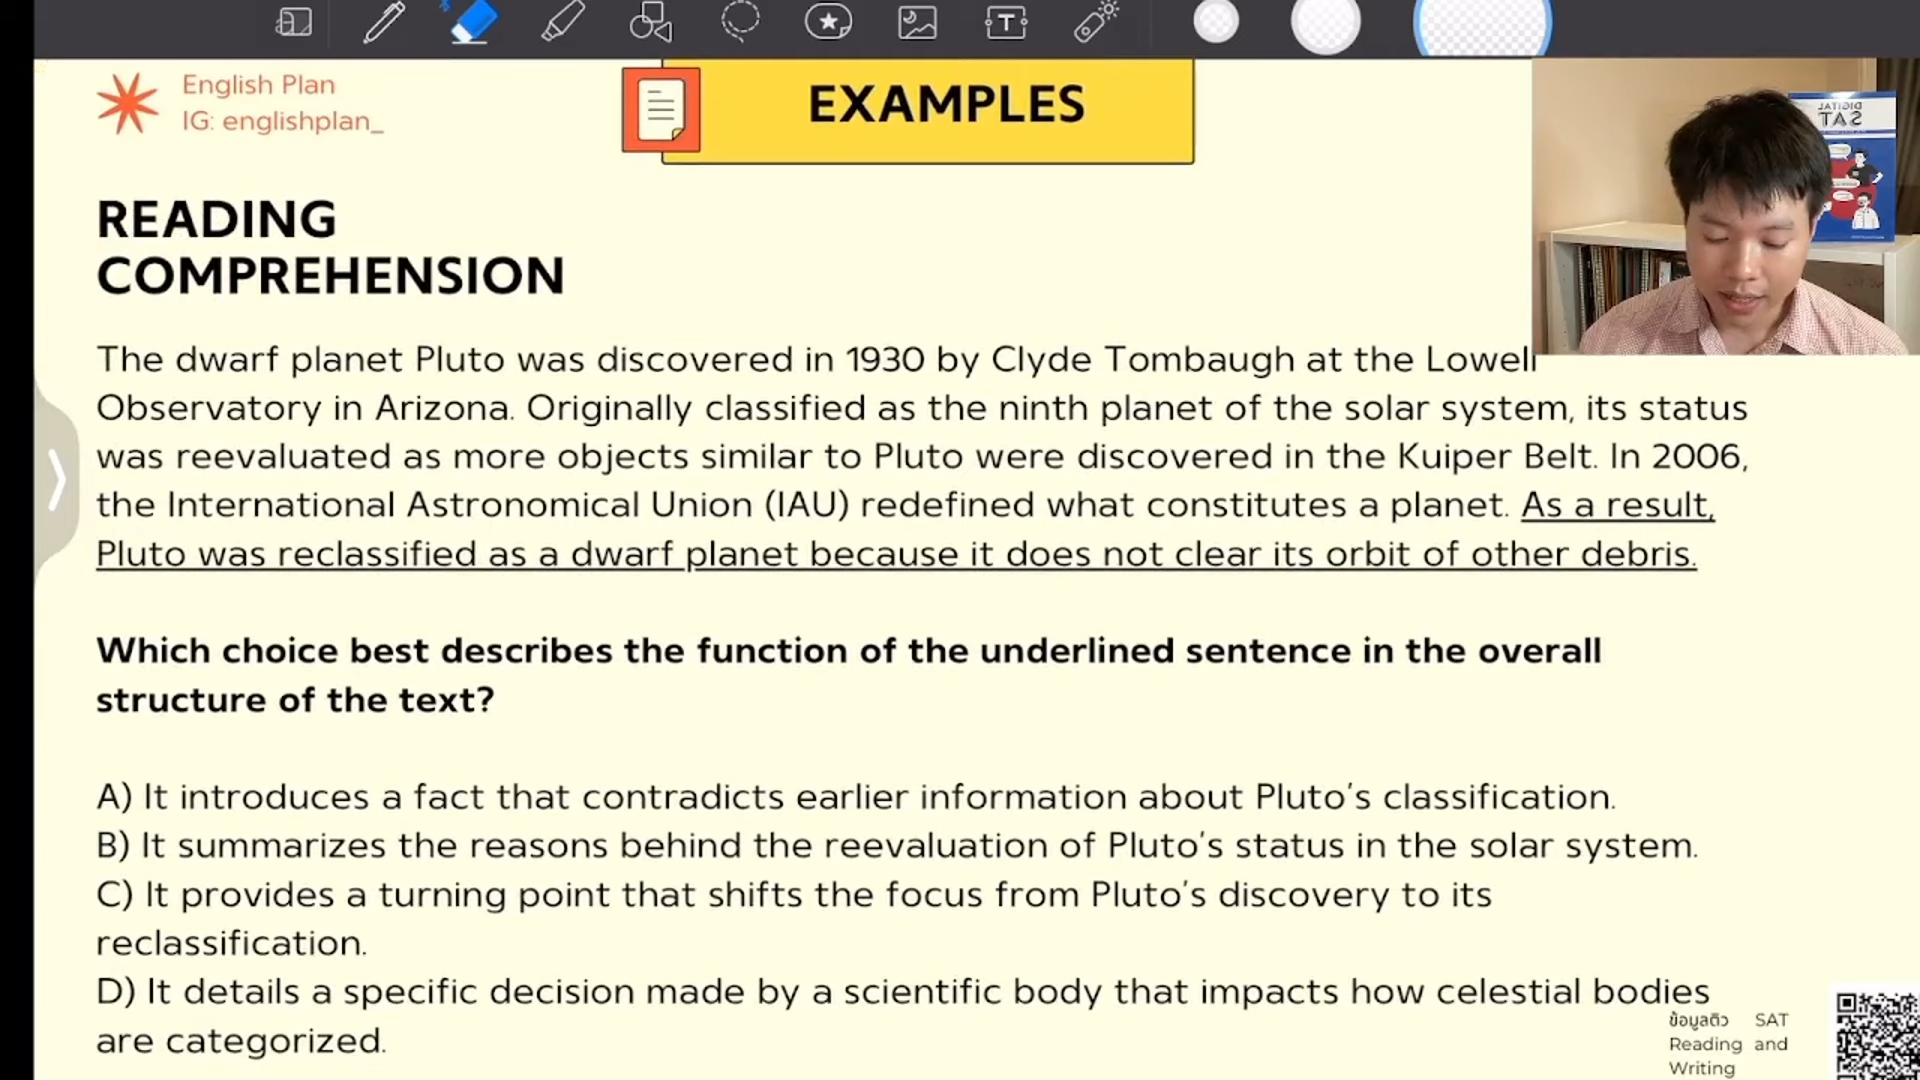 English Plan
IG: englishplan_
EXAMPLES
DIGITAL
SAT
READING
COMPREHENSION
The dwarf planet Pluto was discovered in 1930 by Clyde Tombaugh at the Lowell
Observatory in Arizona. Originally classified as the ninth planet of the solar system, its status
was reevaluated as more objects similar to Pluto were discovered in the Kuiper Belt. In 2006,
the International Astronomical Union (IAU) redefined what constitutes a planet. As a result,
Pluto was reclassified as a dwarf planet because it does not clear its orbit of other debris.
Which choice best describes the function of the underlined sentence in the overall
structure of the text?
A) It introduces a fact that contradicts earlier information about Pluto's classification.
B) It summarizes the reasons behind the reevaluation of Pluto's status in the solar system.
C) It provides a turning point that shifts the focus from Pluto's discovery to its
reclassification.
D) It details a specific decision made by a scientific body that impacts how celestial bodies
are categorized.
ข้อมูลติว SAT
Reading and
Writing